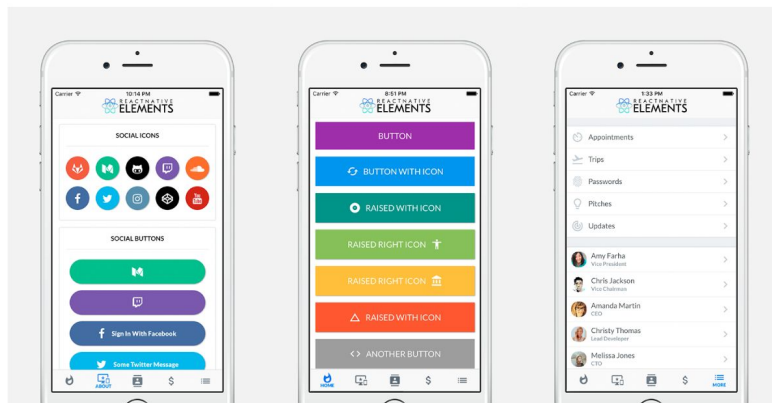 Carrier
10:14 PM
REACTNATIVE
ELEMENTS
SOCIAL ICONS
You
Tube
SOCIAL BUTTONS
Sign In With Facebook
Some Twitter Message
ABOUT
Carrier
8:51 PM
REACTNATIVE
ELEMENTS
BUTTON
BUTTON WITH ICON
RAISED WITH ICON
RAISED RIGHT ICON
RAISED RIGHT ICON
RAISED WITH ICON
ANOTHER BUTTON
HOME
Carrier
1:33 PM
REACTNATIVE
ELEMENTS
Appointments
Trips
Passwords
Pitches
Updates
Amy Farha
Vice President
Chris Jackson
Vice Chairman
Amanda Martin
CEO
Christy Thomas
Lead Developer
Melissa Jones
CTO
MORE